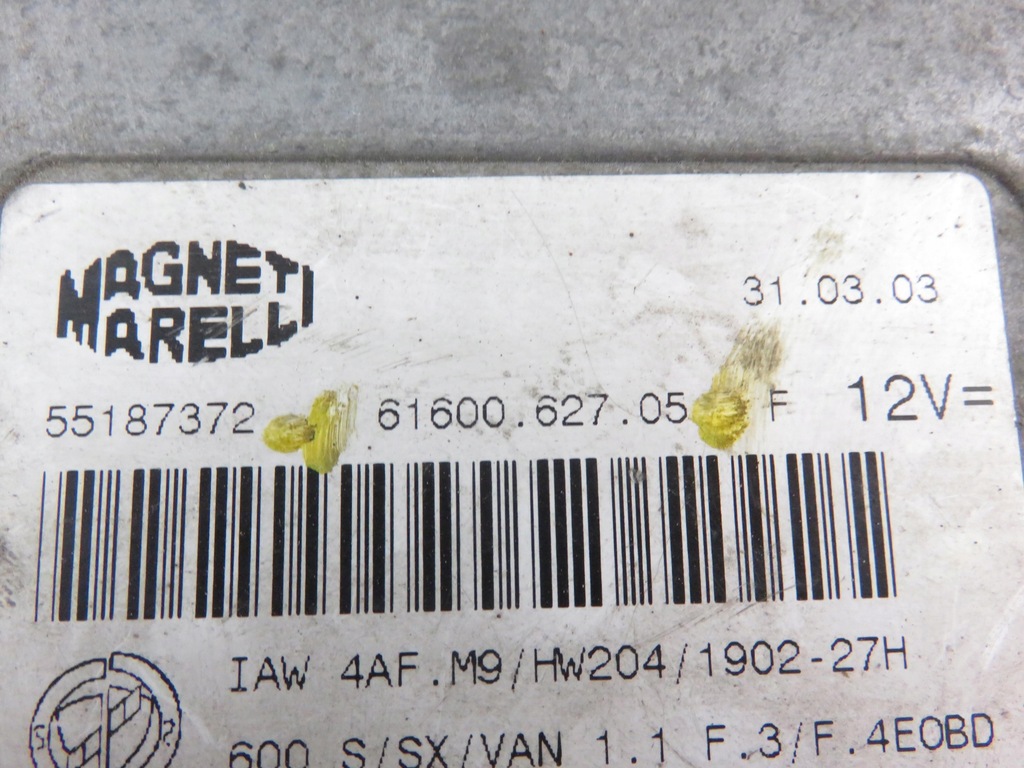 MAGNETI
MARELLI
31.03.03
55187372 61600.627.05 F 12V=
IAW 4AF.M9/HW204/1902-27H
600 S/SX/VAN 1.1 F.3/F.4EOBD